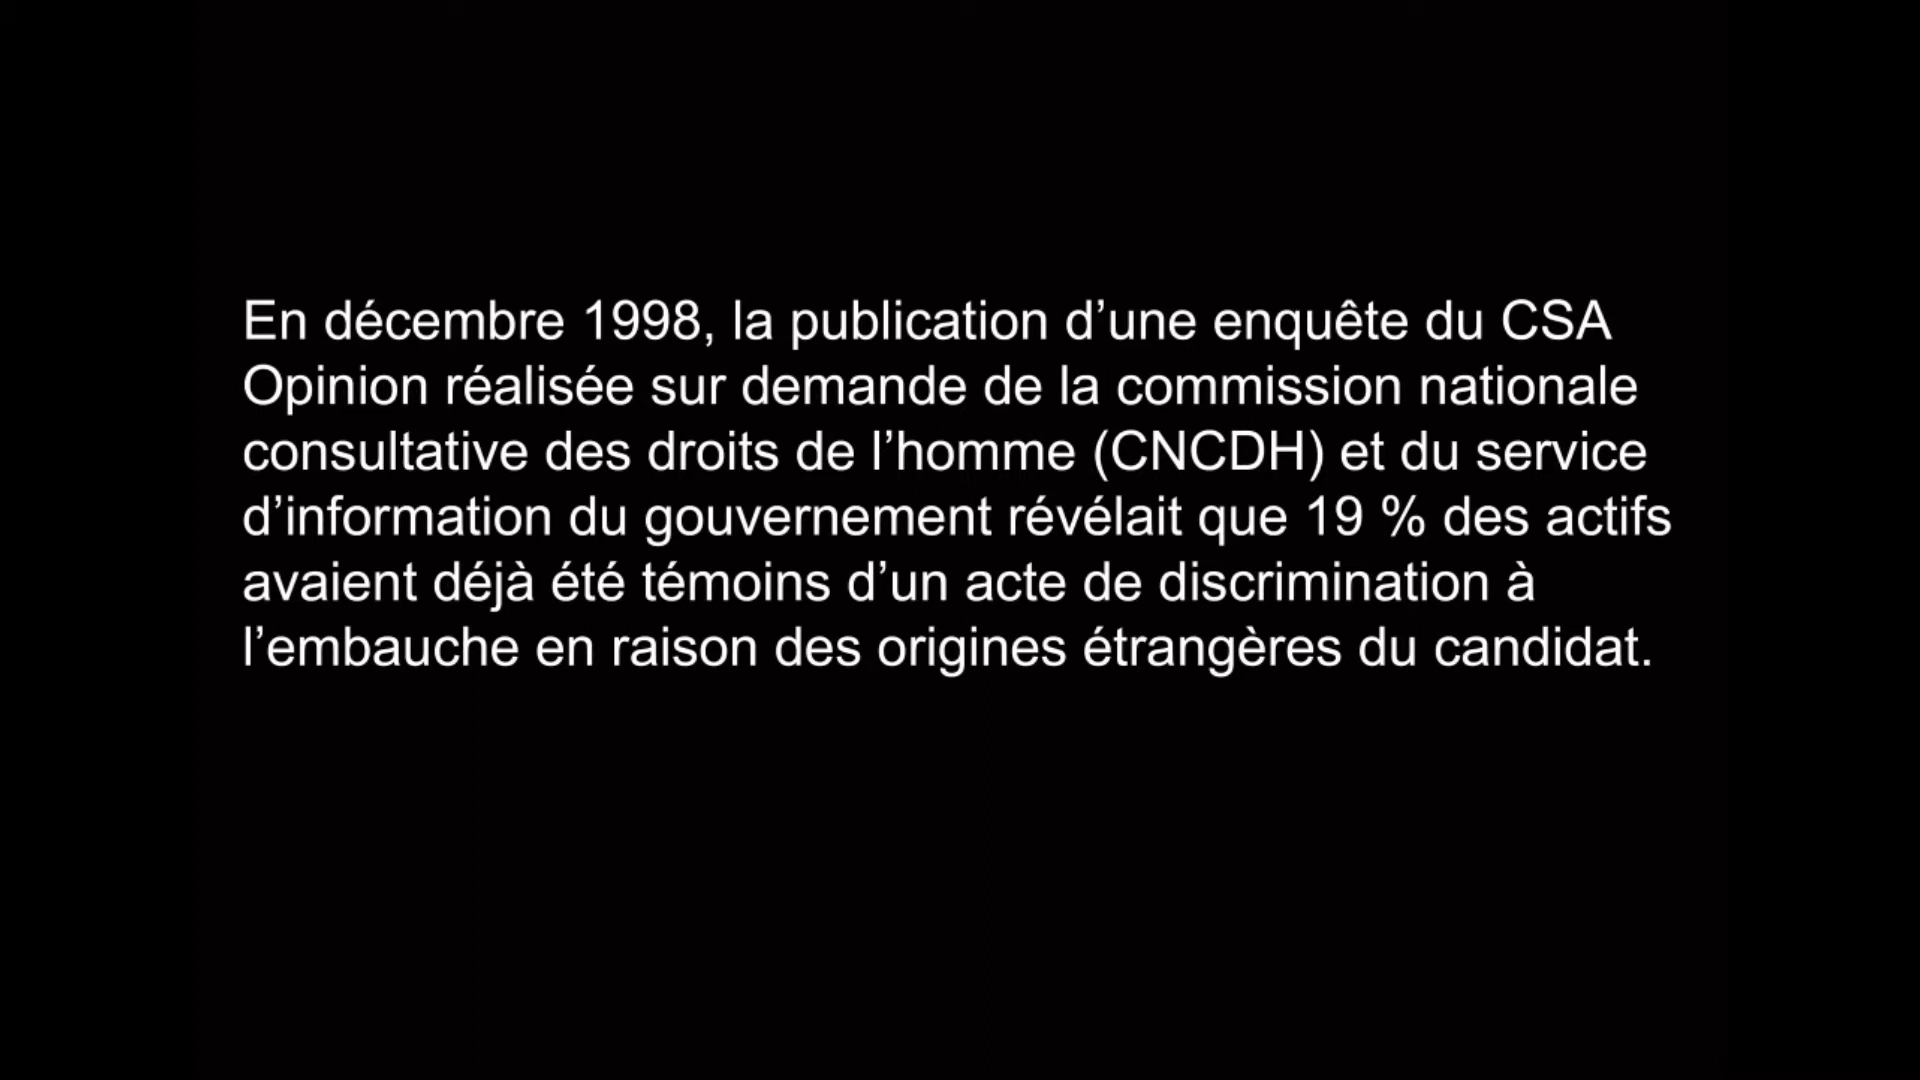 En décembre 1998, la publication d’une enquête du CSA
Opinion réalisée sur demande de la commission nationale
consultative des droits de l’homme (CNCDH) et du service
d’information du gouvernement révélait que 19 % des actifs
avaient déjà été témoins d’un acte de discrimination à
l’embauche en raison des origines étrangères du candidat.